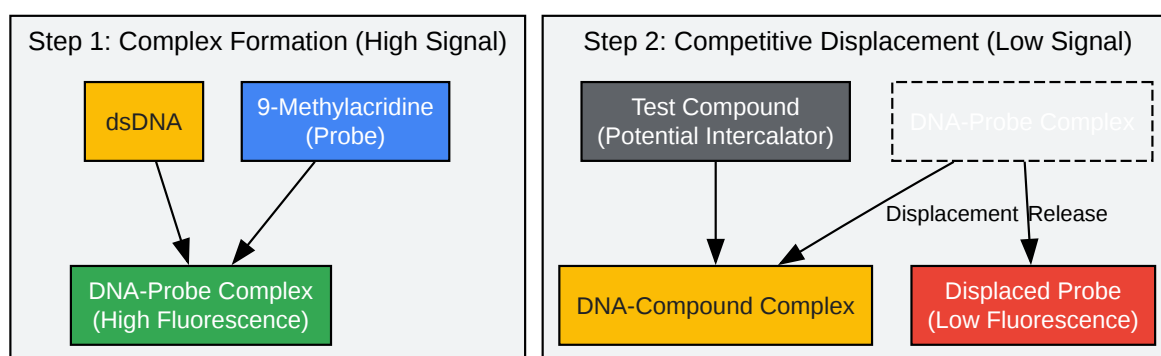 Step 1: Complex Formation (High Signal)
dsDNA
9-Methylacridine
(Probe)
DNA-Probe Complex
(High Fluorescence)
Step 2: Competitive Displacement (Low Signal)
Test Compound
(Potential Intercalator)
DNA-Probe Complex
Displacement
Release
DNA-Compound Complex
Displaced Probe
(Low Fluorescence)